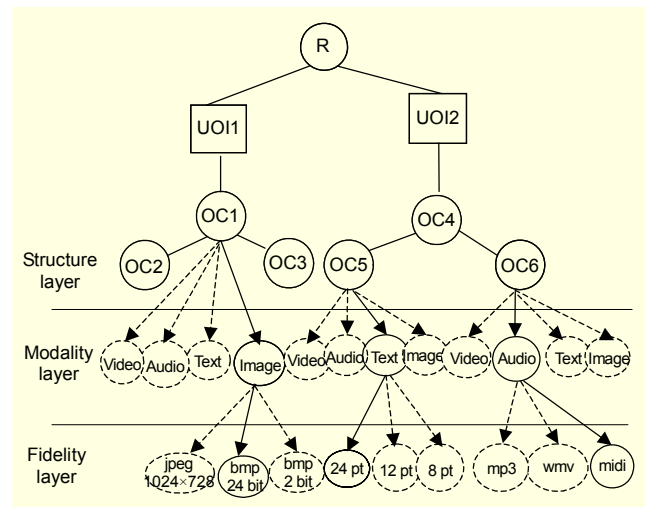 R
UOI1
UOI2
OC1
OC4
OC2
OC3
OC5
OC6
Structure
layer
Modality
layer
Video
Audio
Text
Image
Video
Audio
Text
Image
Video
Audio
Text
Image
Fidelity
layer
jpeg
1024×728
bmp
24 bit
bmp
2 bit
24 pt
12 pt
8 pt
mp3
wmv
midi